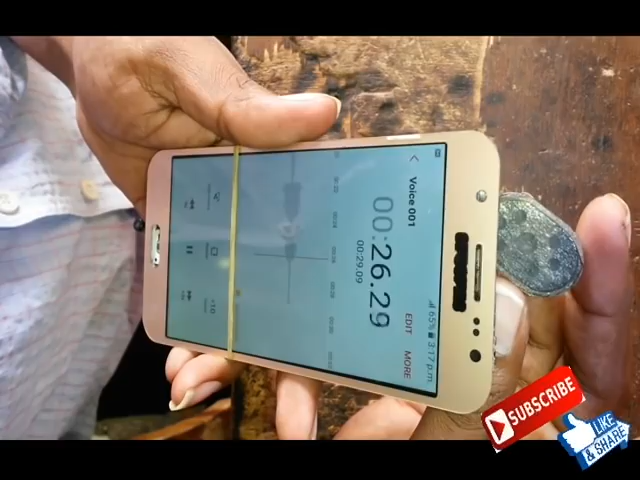 65% 3:17 p.m.
Voice 001
EDIT MORE
00:26.29
00:29.09
SUBSCRIBE
LIKE
& SHARE